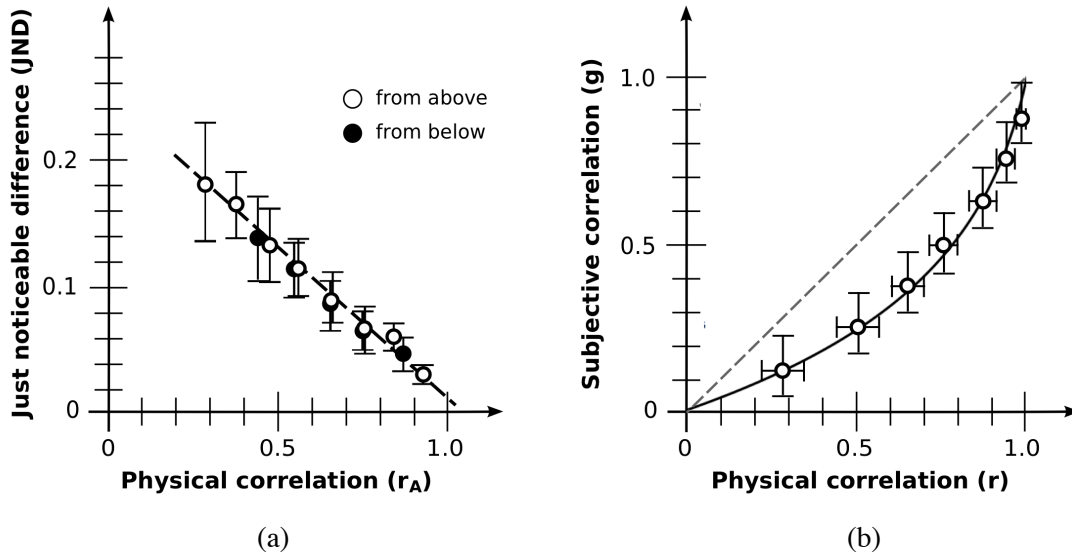 Just noticeable difference (JND)
0.2
0.1
0
from above
from below
0
0.5
1.0
Physical correlation (rA)
(a)
Subjective correlation (g)
1.0
0.5
0
0
0.5
1.0
Physical correlation (r)
(b)